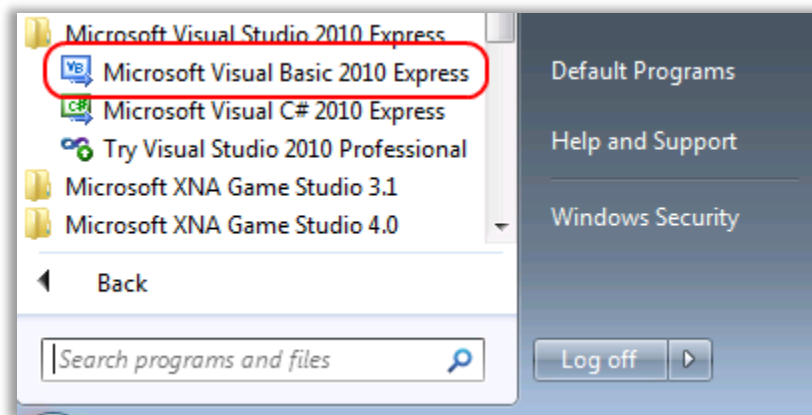 Microsoft Visual Studio 2010 Express
VB Microsoft Visual Basic 2010 Express
C# Microsoft Visual C# 2010 Express
Try Visual Studio 2010 Professional
Microsoft XNA Game Studio 3.1
Microsoft XNA Game Studio 4.0
Back
Search programs and files
Default Programs
Help and Support
Windows Security
Log off